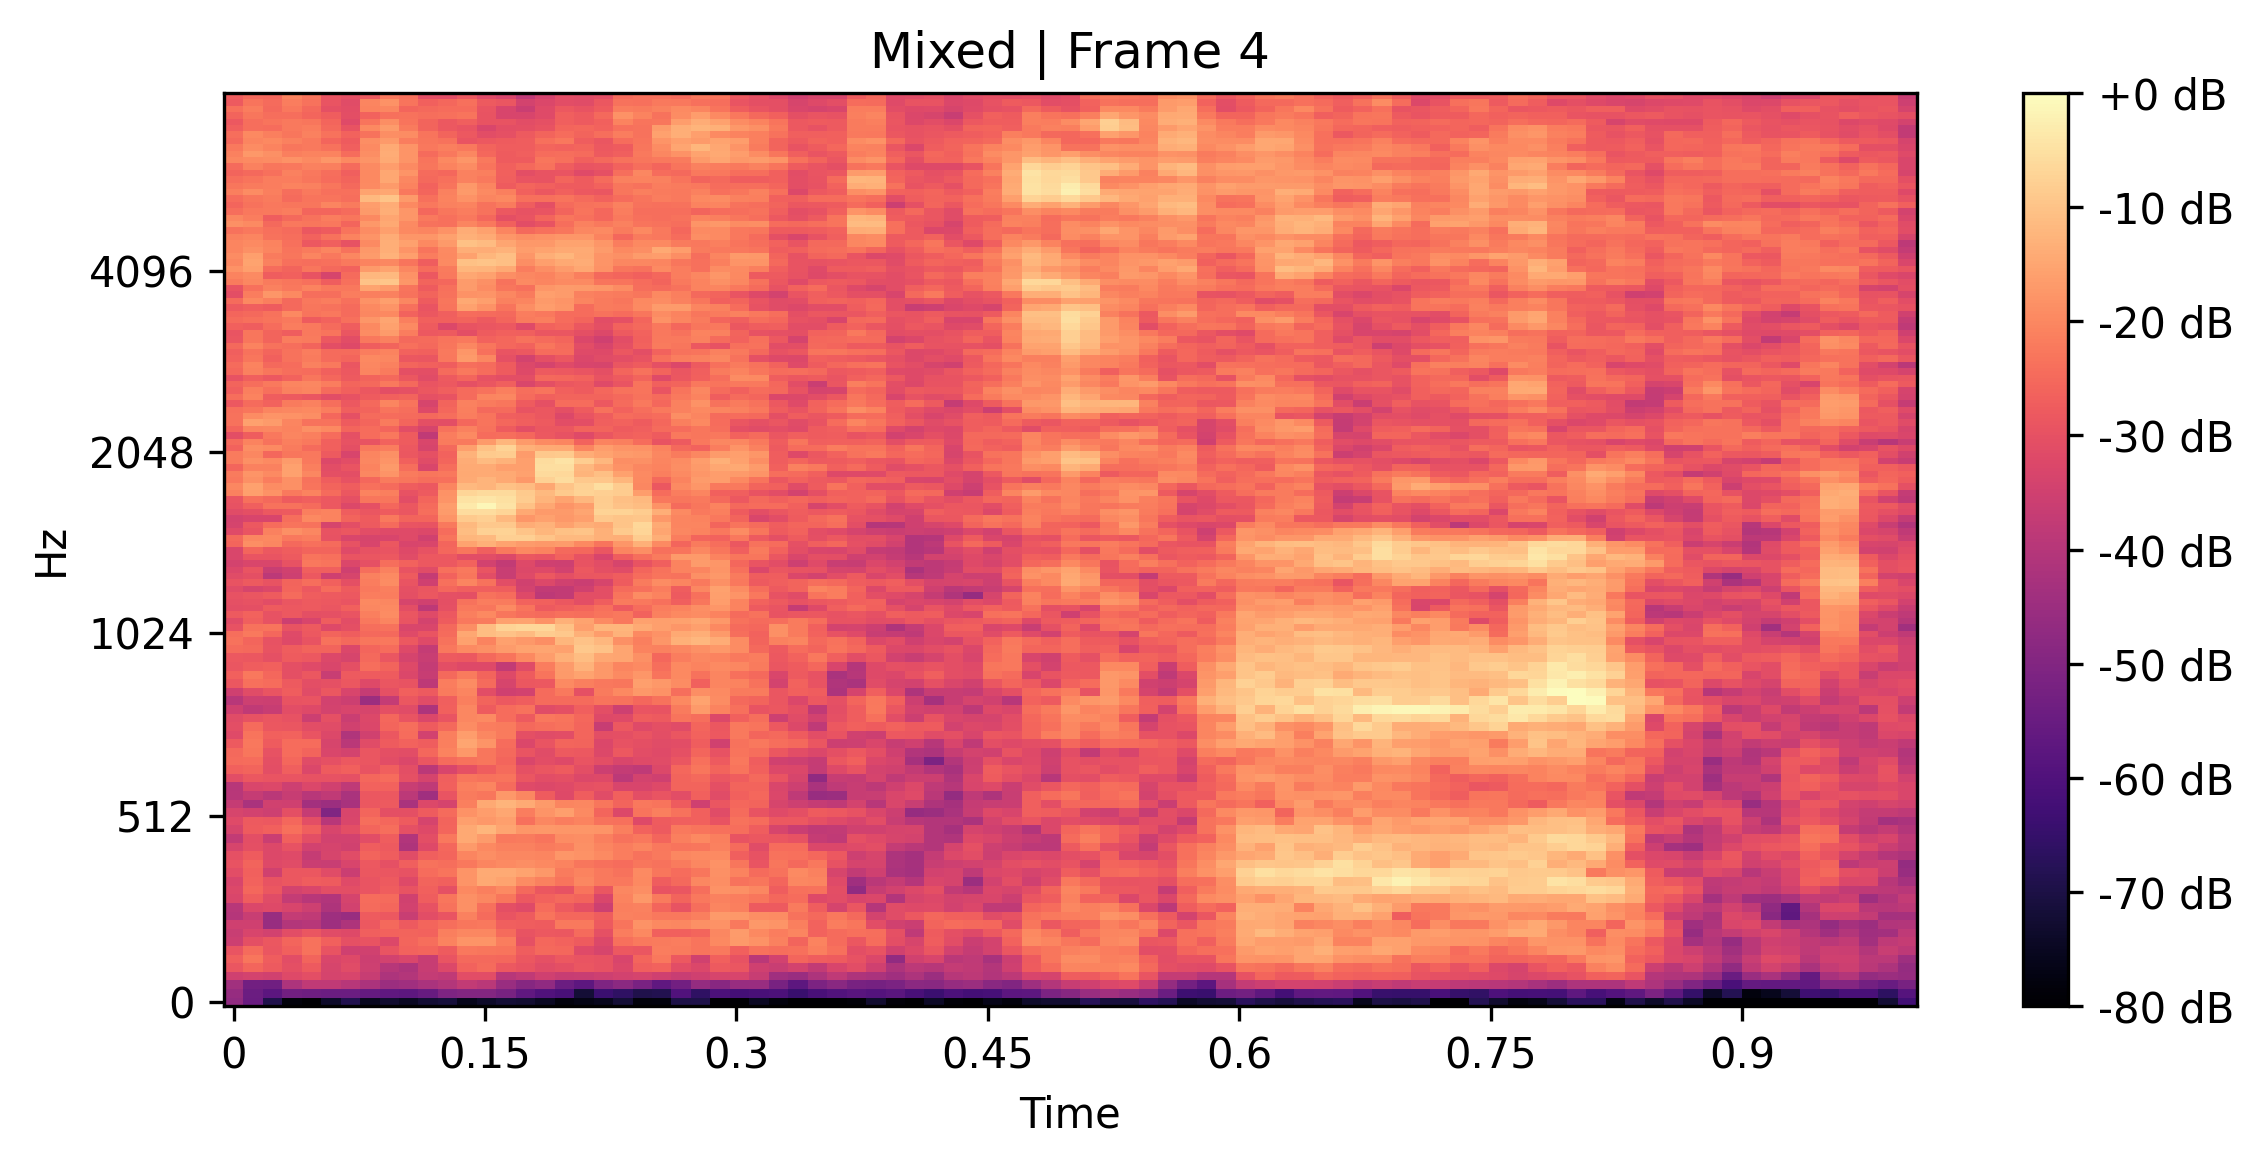 Mixed | Frame 4
+0 dB
-10 dB
-20 dB
-30 dB
-40 dB
-50 dB
-60 dB
-70 dB
-80 dB
4096
2048
1024
512
0
Hz
0 0.15 0.3 0.45 0.6 0.75 0.9
Time